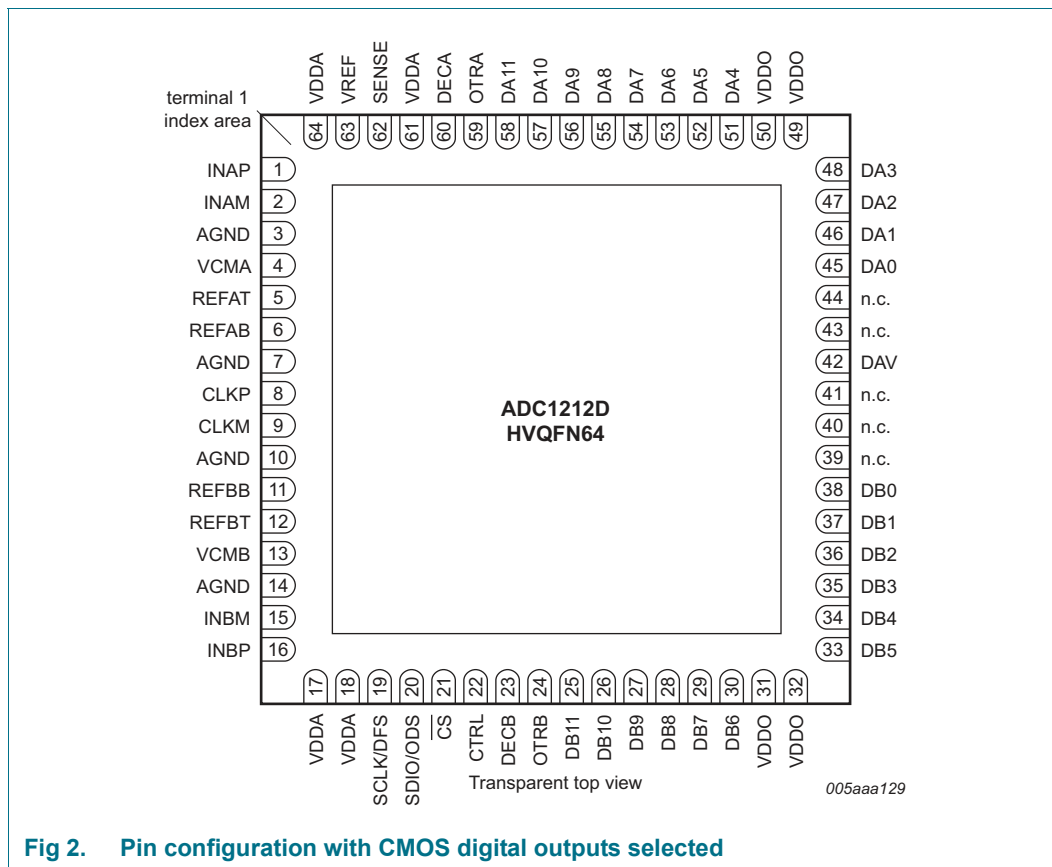 VDDA
VREF
SENSE
VDDA
DECA
OTRA
DA11
DA10
DA9
DA8
DA7
DA6
DA5
DA4
VDDO
VDDO
terminal 1
index area
64
63
62
61
60
59
58
57
56
55
54
53
52
51
50
49
INAP 1
INAM 2
AGND 3
VCMA 4
REFAT 5
REFAB 6
AGND 7
CLKP 8
CLKM 9
AGND 10
REFBB 11
REFBT 12
VCMB 13
AGND 14
INBM 15
INBP 16
ADC1212D
HVQFN64
48 DA3
47 DA2
46 DA1
45 DA0
44 n.c.
43 n.c.
42 DAV
41 n.c.
40 n.c.
39 n.c.
38 DB0
37 DB1
36 DB2
35 DB3
34 DB4
33 DB5
17
18
19
20
21
22
23
24
25
26
27
28
29
30
31
32
VDDA
VDDA
SCLK/DFS
SDIO/ODS
CS
CTRL
DECB
OTRB
DB11
DB10
DB9
DB8
DB7
DB6
VDDO
VDDO
Transparent top view
005aaa129
Fig 2. Pin configuration with CMOS digital outputs selected